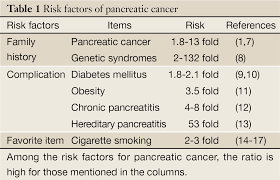 Table 1 Risk factors of pancreatic cancer
Risk factors Items Risk References
Family Pancreatic cancer 1.8-13 fold (1,7)
history Genetic syndromes 2-132 fold (8)
Complication Diabetes mellitus 1.8-2.1 fold (9,10)
Obesity 3.5 fold (11)
Chronic pancreatitis 4-8 fold (12)
Hereditary pancreatitis 53 fold (13)
Favorite item Cigarette smoking 2-3 fold (14-17)
Among the risk factors for pancreatic cancer, the ratio is
high for those mentioned in the columns.